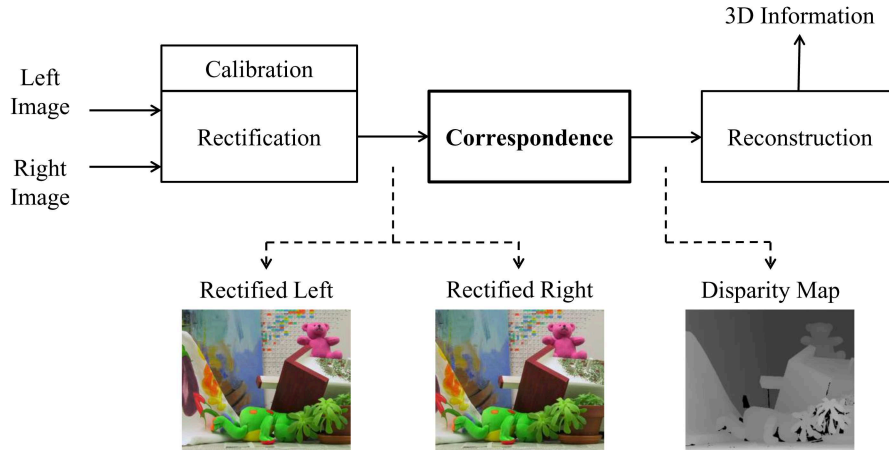 3D Information
Calibration
Left
Image
Rectification
Correspondence
Reconstruction
Right
Image
Rectified Left
Rectified Right
Disparity Map